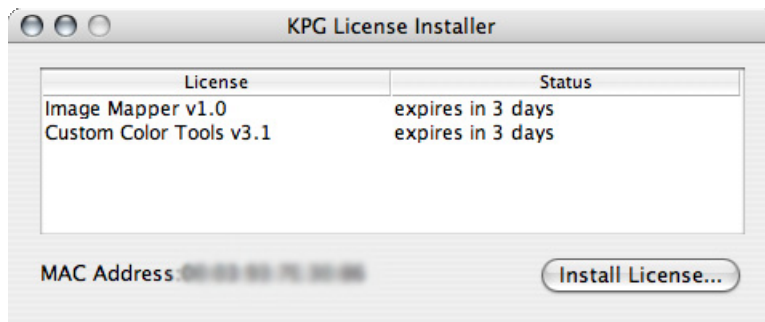 KPG License Installer
License Status
Image Mapper v1.0 expires in 3 days
Custom Color Tools v3.1 expires in 3 days
MAC Address:
Install License...